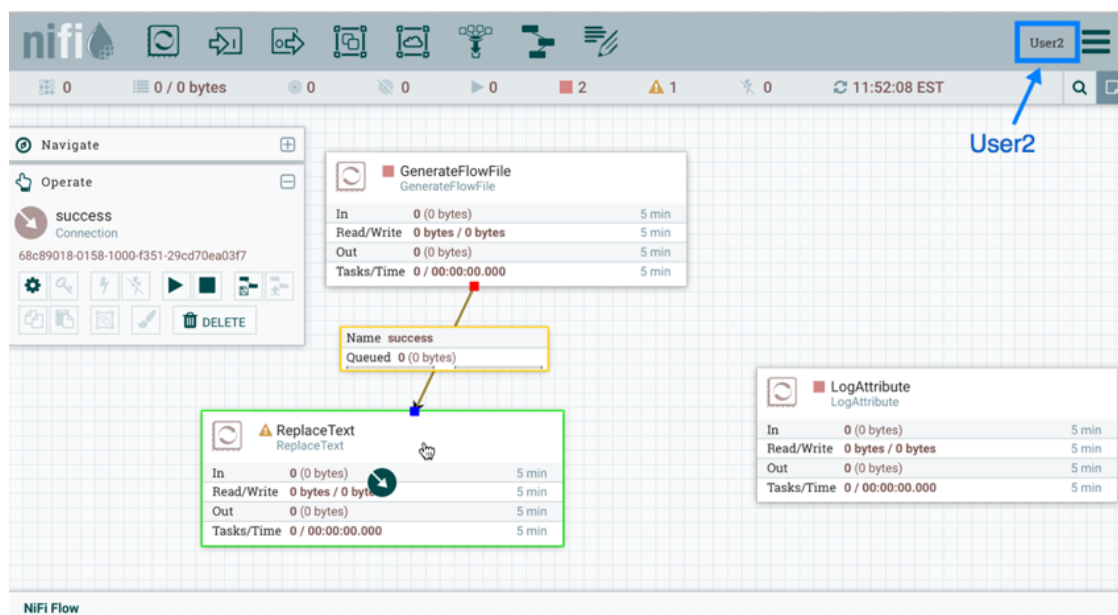 nifi
User2
0
0 / 0 bytes
0
0
0
2
1
0
11:52:08 EST
User2
Navigate
Operate
success
Connection
68c89018-0158-1000-f351-29cd70ea03f7
DELETE
GenerateFlowFile
GenerateFlowFile
In 0 (0 bytes) 5 min
Read/Write 0 bytes / 0 bytes 5 min
Out 0 (0 bytes) 5 min
Tasks/Time 0 / 00:00:00.000 5 min
Name success
Queued 0 (0 bytes)
ReplaceText
ReplaceText
In 0 (0 bytes) 5 min
Read/Write 0 bytes / 0 byte 5 min
Out 0 (0 bytes) 5 min
Tasks/Time 0 / 00:00:00.000 5 min
LogAttribute
LogAttribute
In 0 (0 bytes) 5 min
Read/Write 0 bytes / 0 bytes 5 min
Out 0 (0 bytes) 5 min
Tasks/Time 0 / 00:00:00.000 5 min
NiFi Flow